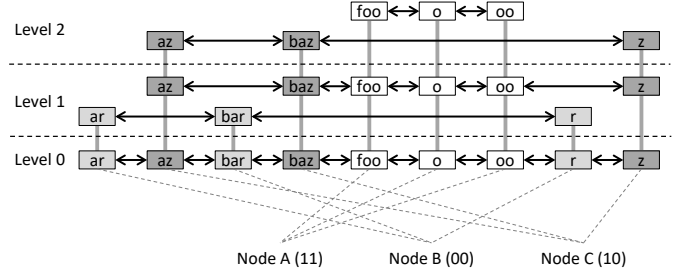 foo o oo
Level 2 az baz z
az baz foo o oo z
Level 1
ar bar r
Level 0 ar az bar baz foo o oo r z
Node A (11) Node B (00) Node C (10)